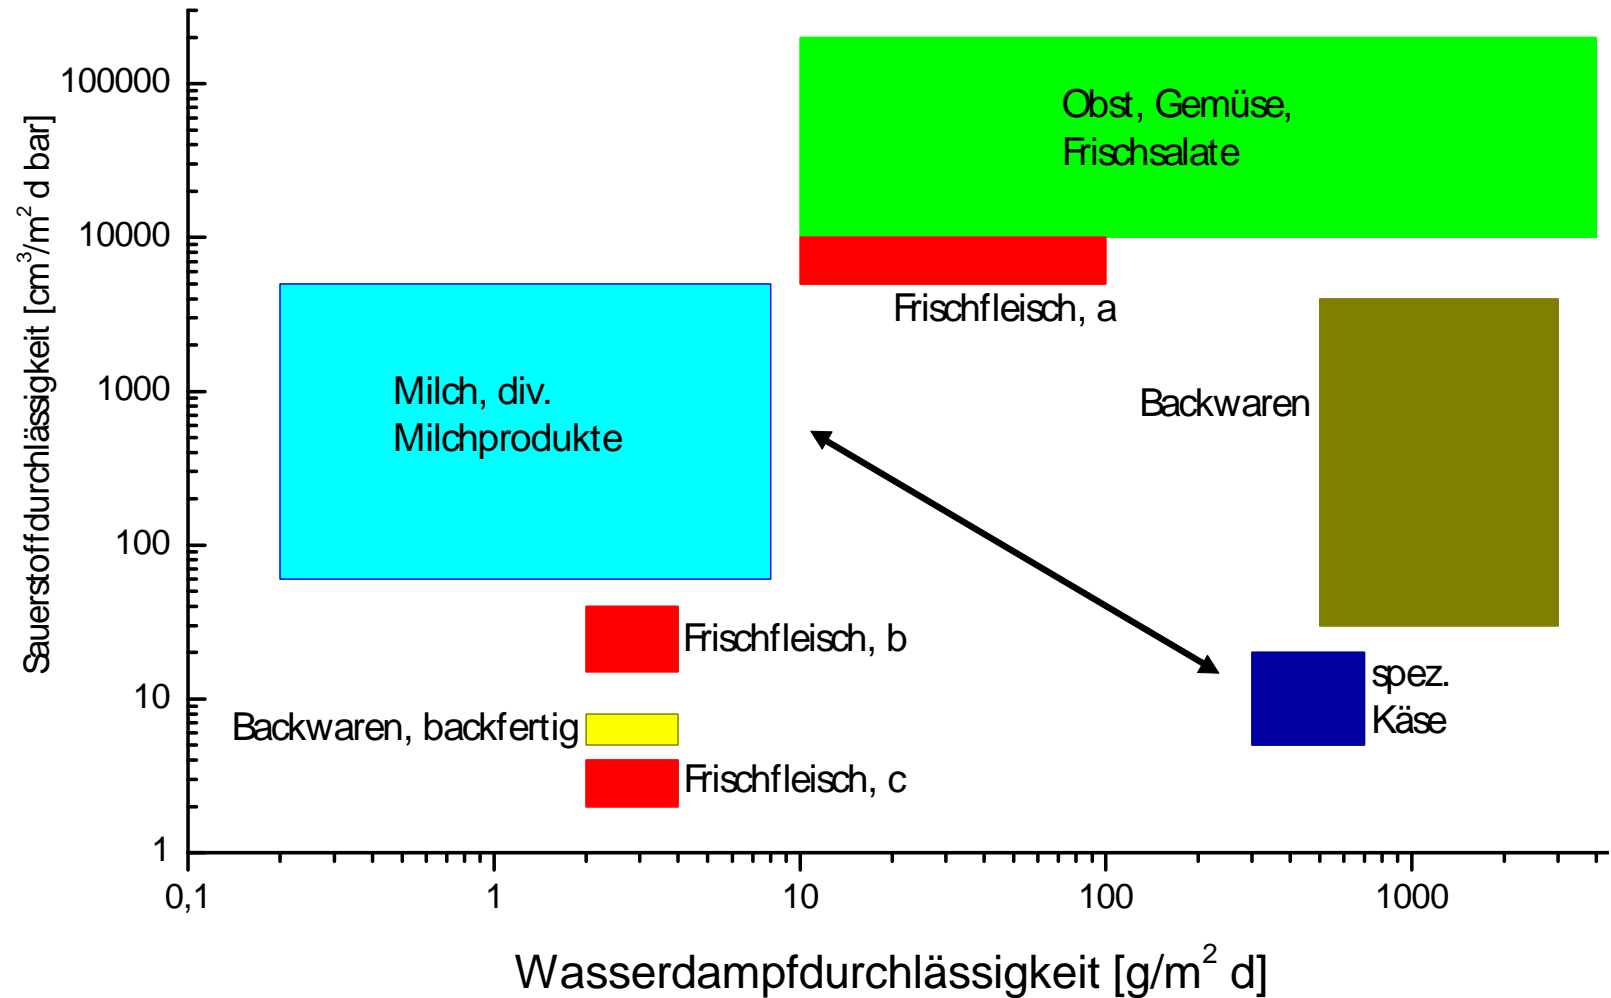 Sauerstoffdurchlässigkeit [cm³/m² d bar]
100000
10000
1000
100
10
1
Obst, Gemüse,
Frischsalate
Frischfleisch, a
Milch, div.
Milchprodukte
Backwaren
Frischfleisch, b
spez.
Käse
Backwaren, backfertig
Frischfleisch, c
0,1 1 10 100 1000
Wasserdampfdurchlässigkeit [g/m² d]